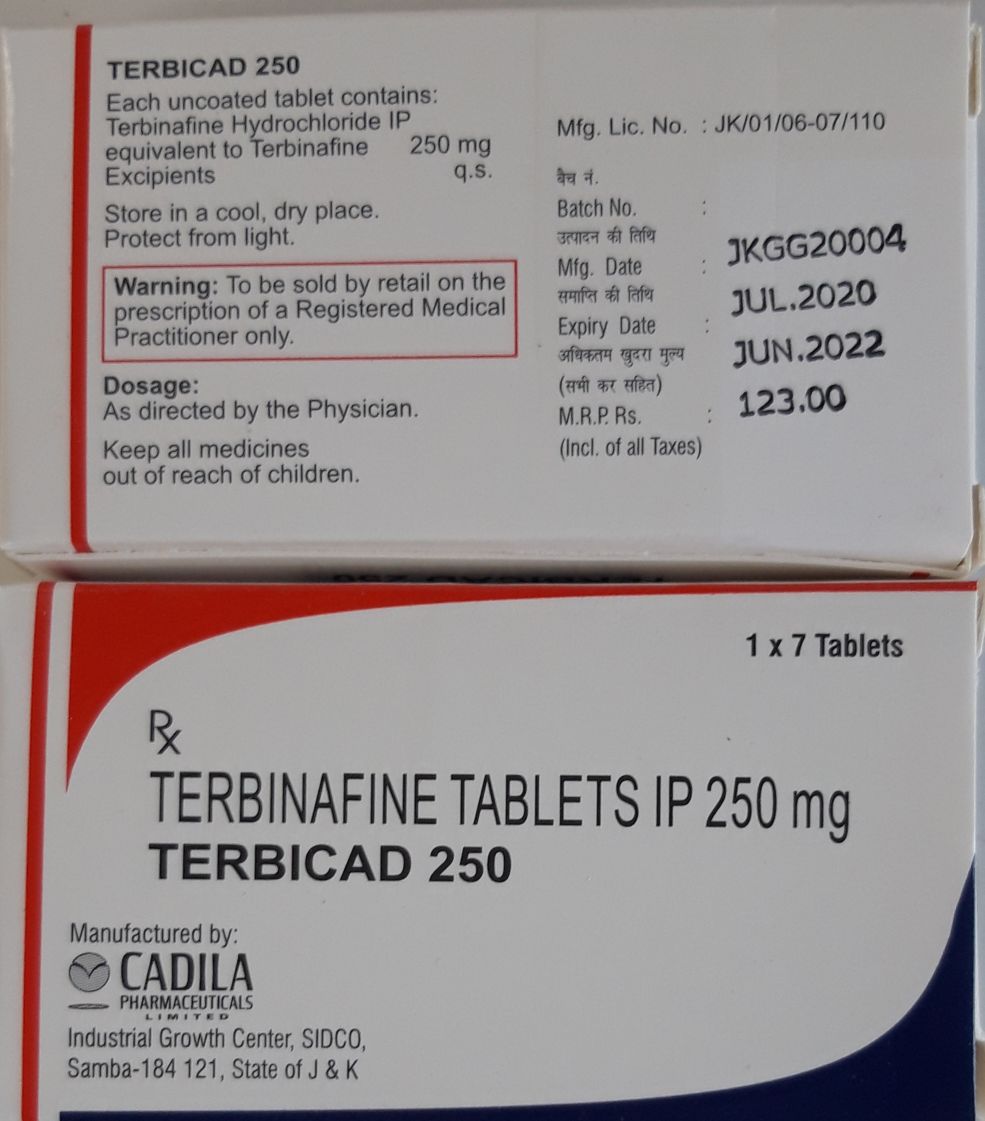 TERBICAD 250
Each uncoated tablet contains:
Terbinafine Hydrochloride IP
equivalent to Terbinafine 250 mg
Excipients q.s.
Store in a cool, dry place.
Protect from light.
Warning: To be sold by retail on the
prescription of a Registered Medical
Practitioner only.
Dosage:
As directed by the Physician.
Keep all medicines
out of reach of children.
Mfg. Lic. No. : JK/01/06-07/110
बैच नं.
Batch No. :
उत्पादन की तिथि
JKGG20004
Mfg. Date :
समाप्ति की तिथि
JUL.2020
Expiry Date :
अधिकतम खुदरा मुल्य
JUN.2022
(सभी कर सहित)
M.R.P. Rs. : 123.00
(Incl. of all Taxes)
1 x 7 Tablets
Rx
TERBINAFINE TABLETS IP 250 mg
TERBICAD 250
Manufactured by:
CADILA
PHARMACEUTICALS
LIMITED
Industrial Growth Center, SIDCO,
Samba-184 121, State of J & K